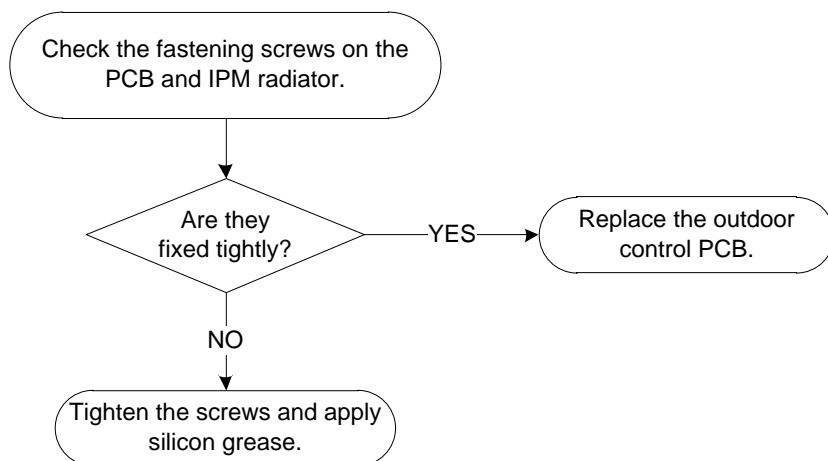 Check the fastening screws on the
PCB and IPM radiator.
Are they
fixed tightly?
YES
Replace the outdoor
control PCB.
NO
Tighten the screws and apply
silicon grease.